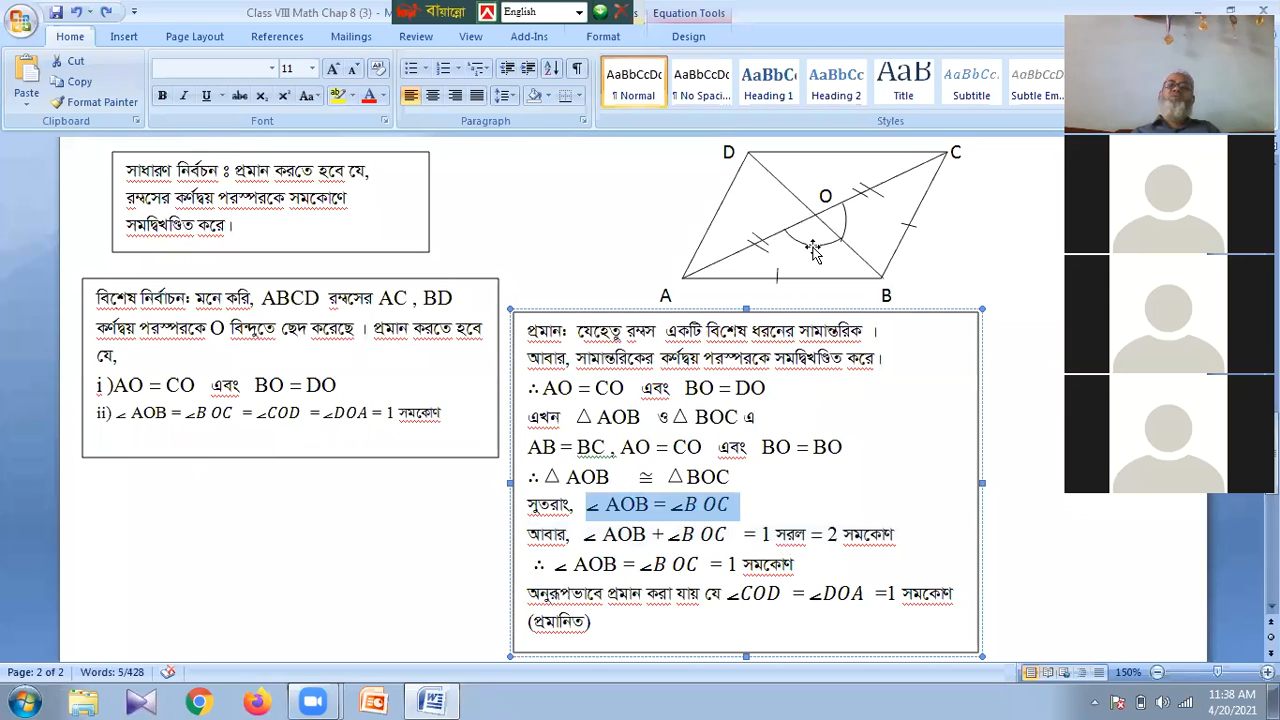 Class VIII Math Chap 8 (3) -
বায়ান্নো
English
Equation Tools
Home
Insert
Page Layout
References
Mailings
Review
View
Add-Ins
Format
Design
Paste
Cut
Copy
Format Painter
Clipboard
11
Font
Paragraph
AaBbCcDc
¶ Normal
AaBbCcDc
¶ No Spaci...
AaBbCc
Heading 1
AaBbCc
Heading 2
AaB
Title
AaBbCc
Subtitle
AaBbCcDc
Subtle Em...
Styles
সাধারণ নির্বচন ঃ প্রমান করতে হবে যে,
রম্বসের কর্ণদ্বয় পরস্পরকে সমকোণে
সমদ্বিখণ্ডিত করে।
D
C
O
A
B
বিশেষ নির্বাচন: মনে করি, ABCD রম্বসের AC , BD
কর্ণদ্বয় পরস্পরকে O বিন্দুতে ছেদ করেছে । প্রমান করতে হবে
যে,
i )AO = CO এবং BO = DO
ii) ∠ AOB = ∠B OC = ∠COD = ∠DOA = 1 সমকোণ
প্রমান: যেহেতু রম্বস একটি বিশেষ ধরনের সামান্তরিক ।
আবার, সামান্তরিকের কর্ণদ্বয় পরস্পরকে সমদ্বিখণ্ডিত করে।
∴ AO = CO এবং BO = DO
এখন △ AOB ও △ BOC এ
AB = BC , AO = CO এবং BO = BO
∴ △ AOB ≅ △ BOC
সুতরাং, ∠ AOB = ∠B OC
আবার, ∠ AOB + ∠B OC = 1 সরল = 2 সমকোণ
∴ ∠ AOB = ∠B OC = 1 সমকোণ
অনুরূপভাবে প্রমান করা যায় যে ∠COD = ∠DOA =1 সমকোণ
(প্রমানিত)
Page: 2 of 2
Words: 5/428
150%
11:38 AM
4/20/2021